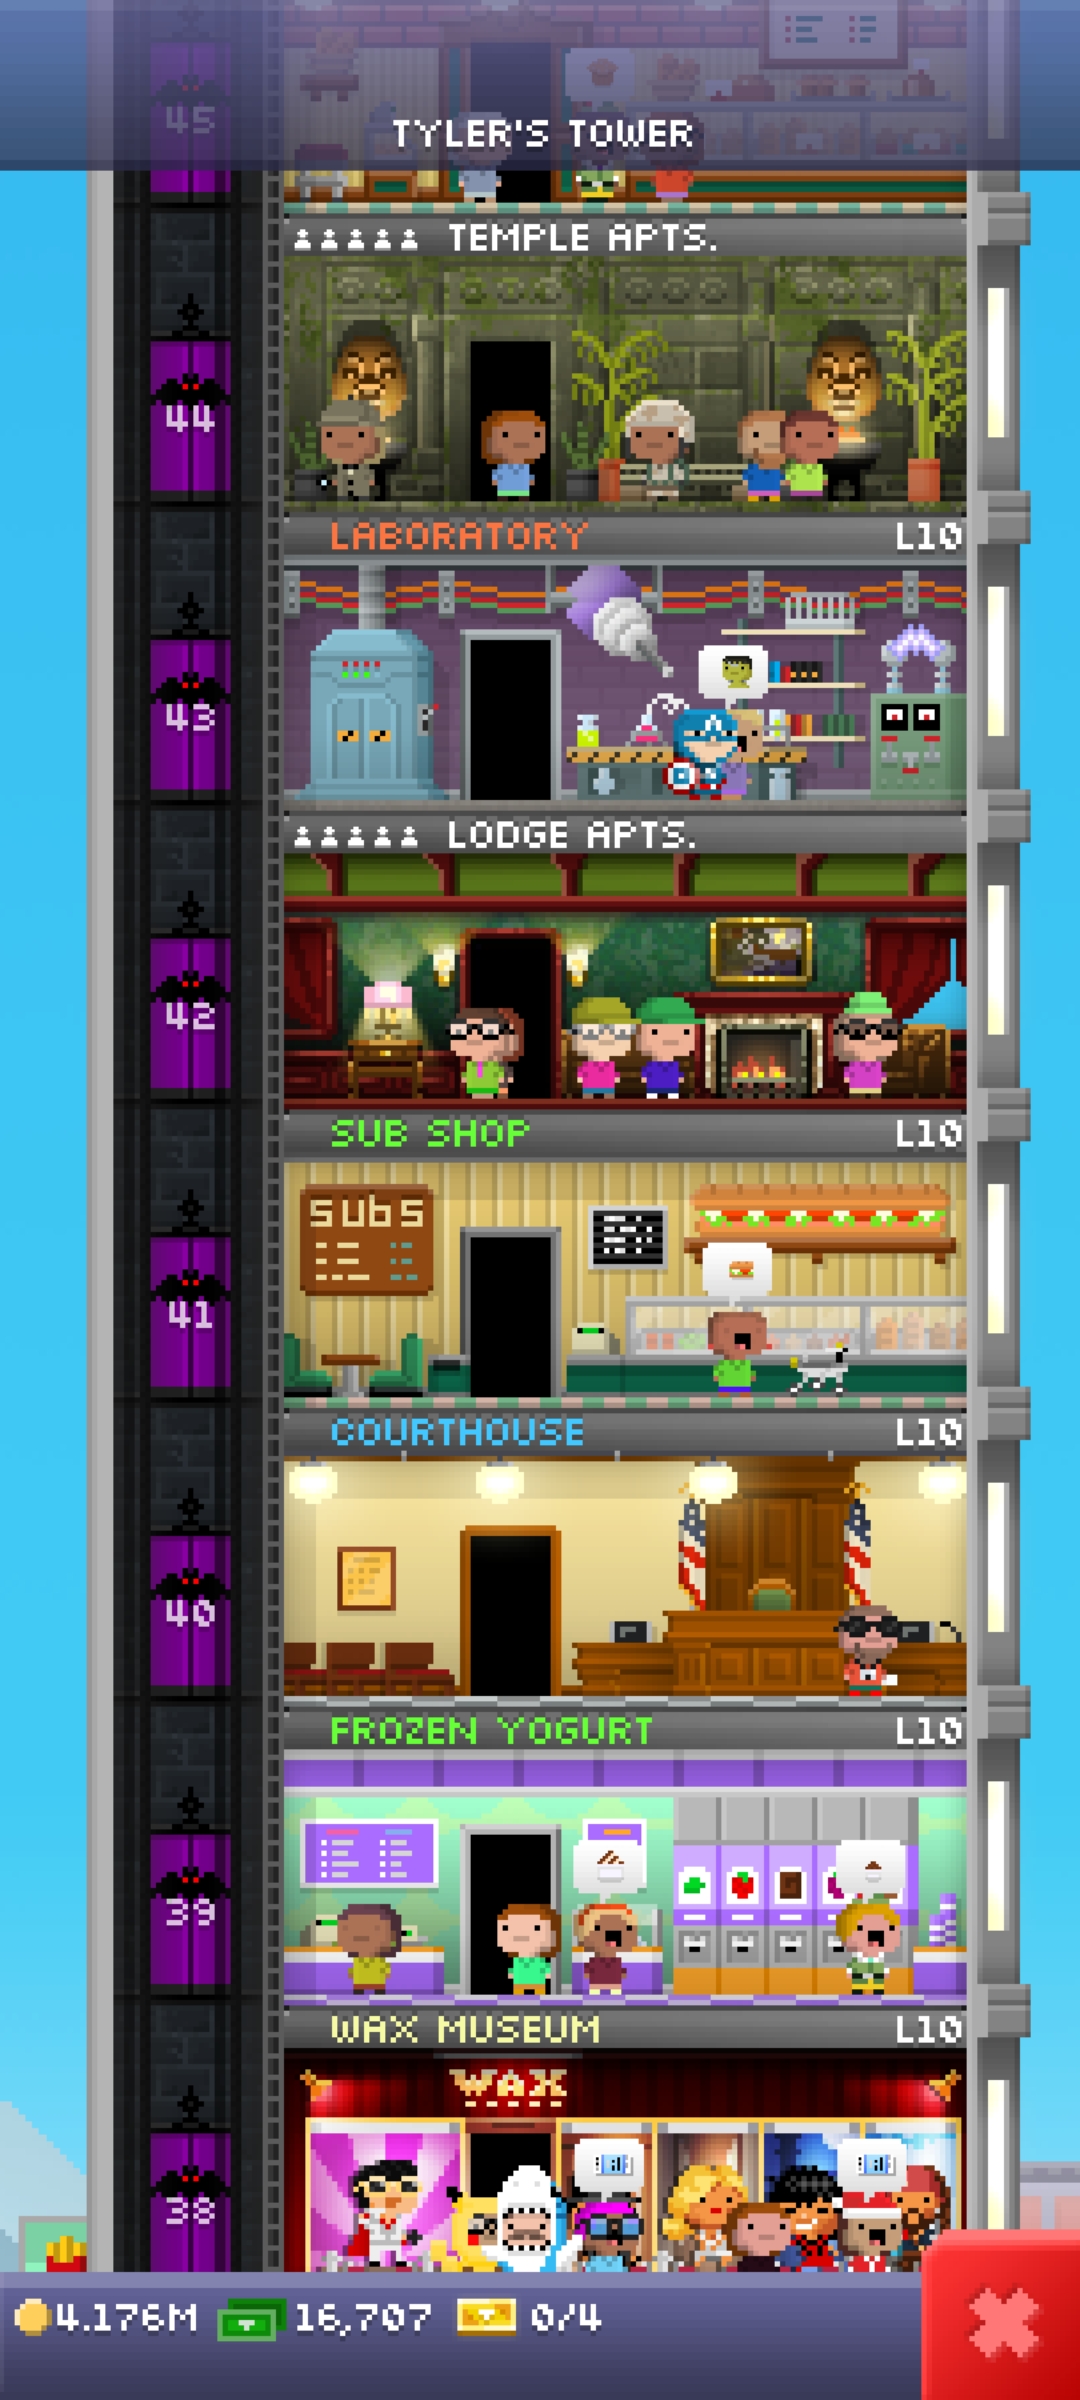 45
TYLER'S TOWER
TEMPLE APTS.
44
LABORATORY L10
43
LODGE APTS.
42
SUB SHOP L10
subs
41
COURTHOUSE L10
40
FROZEN YOGURT L10
39
WAX MUSEUM L10
WAX
38
4.176M 16,707 0/4